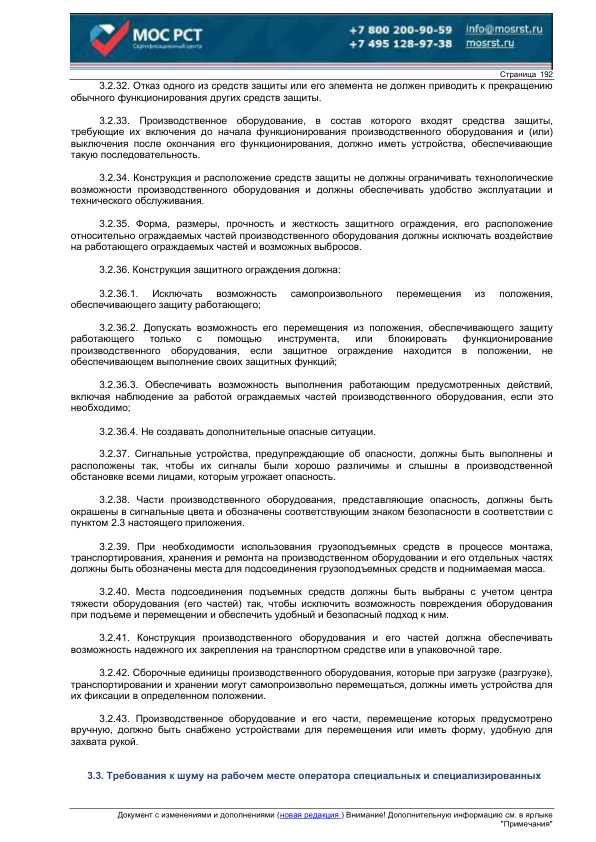 МОС РСТ
Сертификационный центр
+7 800 200-90-59 info@mosrst.ru
+7 495 128-97-38 mosrst.ru
Страница 192
3.2.32. Отказ одного из средств защиты или его элемента не должен приводить к прекращению
обычного функционирования других средств защиты.
3.2.33. Производственное оборудование, в состав которого входят средства защиты,
требующие их включения до начала функционирования производственного оборудования и (или)
выключения после окончания его функционирования, должно иметь устройства, обеспечивающие
такую последовательность.
3.2.34. Конструкция и расположение средств защиты не должны ограничивать технологические
возможности производственного оборудования и должны обеспечивать удобство эксплуатации и
технического обслуживания.
3.2.35. Форма, размеры, прочность и жесткость защитного ограждения, его расположение
относительно ограждаемых частей производственного оборудования должны исключать воздействие
на работающего ограждаемых частей и возможных выбросов.
3.2.36. Конструкция защитного ограждения должна:
3.2.36.1. Исключать возможность самопроизвольного перемещения из положения,
обеспечивающего защиту работающего;
3.2.36.2. Допускать возможность его перемещения из положения, обеспечивающего защиту
работающего только с помощью инструмента, или блокировать функционирование
производственного оборудования, если защитное ограждение находится в положении, не
обеспечивающем выполнение своих защитных функций;
3.2.36.3. Обеспечивать возможность выполнения работающим предусмотренных действий,
включая наблюдение за работой ограждаемых частей производственного оборудования, если это
необходимо;
3.2.36.4. Не создавать дополнительные опасные ситуации.
3.2.37. Сигнальные устройства, предупреждающие об опасности, должны быть выполнены и
расположены так, чтобы их сигналы были хорошо различимы и слышны в производственной
обстановке всеми лицами, которым угрожает опасность.
3.2.38. Части производственного оборудования, представляющие опасность, должны быть
окрашены в сигнальные цвета и обозначены соответствующим знаком безопасности в соответствии с
пунктом 2.3 настоящего приложения.
3.2.39. При необходимости использования грузоподъемных средств в процессе монтажа,
транспортирования, хранения и ремонта на производственном оборудовании и его отдельных частях
должны быть обозначены места для подсоединения грузоподъемных средств и поднимаемая масса.
3.2.40. Места подсоединения подъемных средств должны быть выбраны с учетом центра
тяжести оборудования (его частей) так, чтобы исключить возможность повреждения оборудования
при подъеме и перемещении и обеспечить удобный и безопасный подход к ним.
3.2.41. Конструкция производственного оборудования и его частей должна обеспечивать
возможность надежного их закрепления на транспортном средстве или в упаковочной таре.
3.2.42. Сборочные единицы производственного оборудования, которые при загрузке (разгрузке),
транспортировании и хранении могут самопроизвольно перемещаться, должны иметь устройства для
их фиксации в определенном положении.
3.2.43. Производственное оборудование и его части, перемещение которых предусмотрено
вручную, должно быть снабжено устройствами для перемещения или иметь форму, удобную для
захвата рукой.
3.3. Требования к шуму на рабочем месте оператора специальных и специализированных
Документ с изменениями и дополнениями (новая редакция ) Внимание! Дополнительную информацию см. в ярлыке
"Примечания"